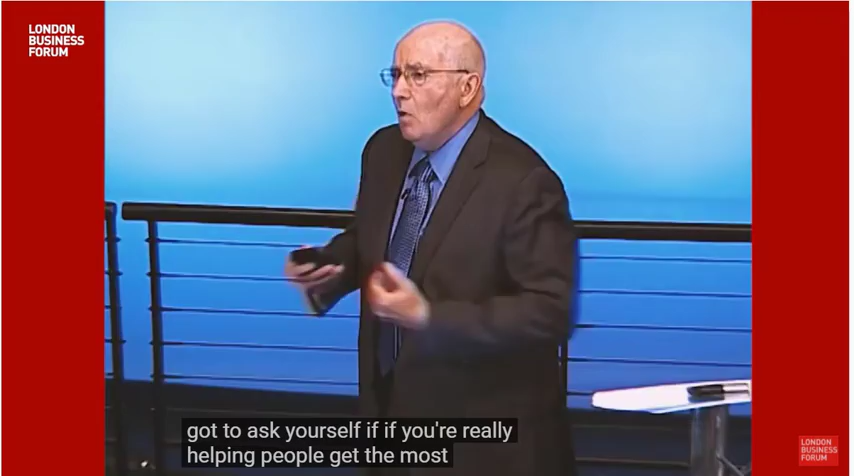 LONDON
BUSINESS
FORUM
got to ask yourself if if you're really
helping people get the most
LONDON
BUSINESS
FORUM